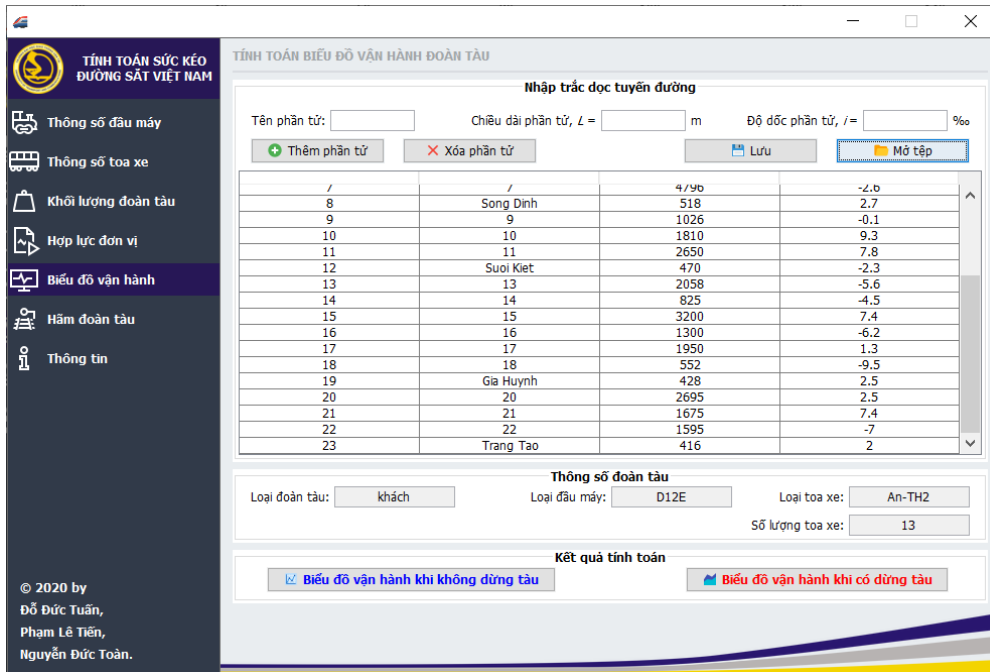 TÍNH TOÁN SỨC KÉO
ĐƯỜNG SẮT VIỆT NAM
Thông số đầu máy
Thông số toa xe
Khối lượng đoàn tàu
Hợp lực đơn vị
Biểu đồ vận hành
Hãm đoàn tàu
Thông tin
© 2020 by
Đỗ Đức Tuấn,
Phạm Lê Tiến,
Nguyễn Đức Toàn.
TÍNH TOÁN BIỂU ĐỒ VẬN HÀNH ĐOÀN TÀU
Nhập trắc dọc tuyến đường
Tên phần tử: Chiều dài phần tử, L = m Độ dốc phần tử, i= ‰
Thêm phần tử Xóa phần tử Lưu Mở tệp
7 7 4796 -2.6
8 Song Dinh 518 2.7
9 9 1026 -0.1
10 10 1810 9.3
11 11 2650 7.8
12 Suoi Kiet 470 -2.3
13 13 2058 -5.6
14 14 825 -4.5
15 15 3200 7.4
16 16 1300 -6.2
17 17 1950 1.3
18 18 552 -9.5
19 Gia Huynh 428 2.5
20 20 2695 2.5
21 21 1675 7.4
22 22 1595 -7
23 Trang Tao 416 2
Thông số đoàn tàu
Loại đoàn tàu: khách Loại đầu máy: D12E Loại toa xe: An-TH2
Số lượng toa xe: 13
Kết quả tính toán
Biểu đồ vận hành khi không dừng tàu Biểu đồ vận hành khi có dừng tàu